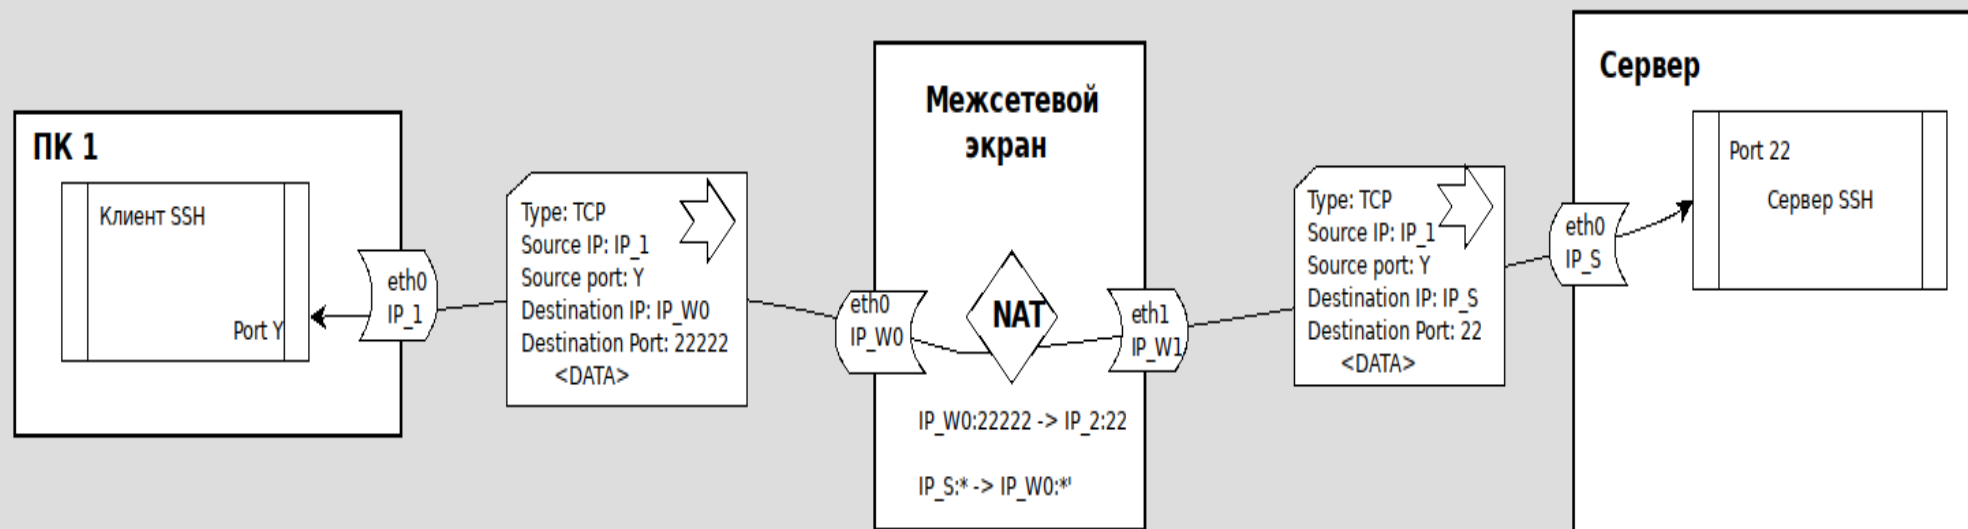 ПК 1
Клиент SSH
Port Y
eth0
IP_1
Type: TCP
Source IP: IP_1
Source port: Y
Destination IP: IP_W0
Destination Port: 22222
<DATA>
Межсетевой
экран
eth0
IP_W0
NAT
eth1
IP_W1
IP_W0:22222 -> IP_2:22
IP_S:* -> IP_W0:*'
Type: TCP
Source IP: IP_1
Source port: Y
Destination IP: IP_S
Destination Port: 22
<DATA>
Сервер
eth0
IP_S
Port 22
Сервер SSH